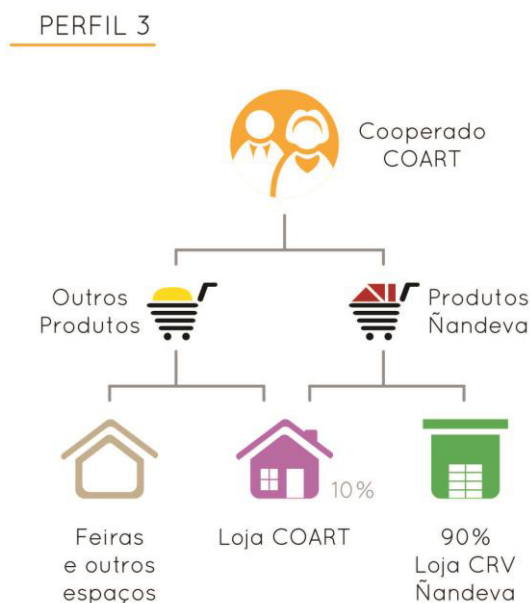 PERFIL 3
Cooperado
COART
Outros
Produtos
Produtos
Ñandeva
10%
Feiras
e outros
espaços
Loja COART
90%
Loja CRV
Ñandeva